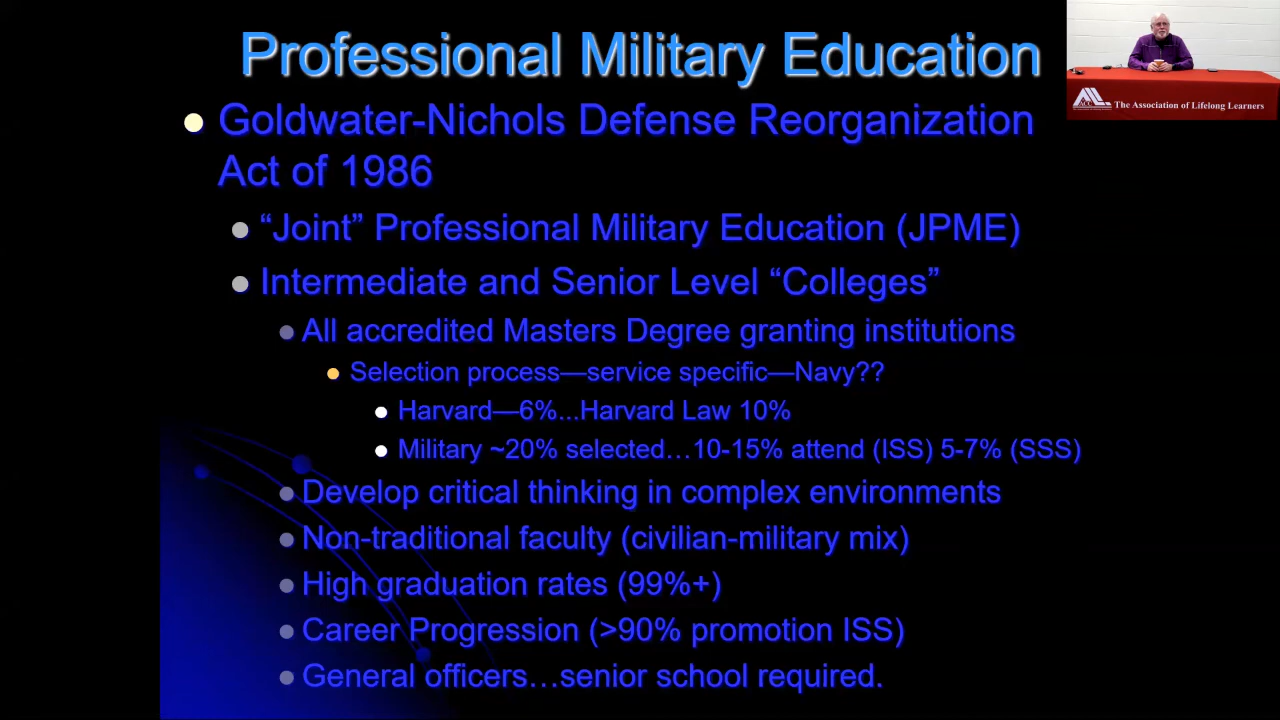 Professional Military Education
Goldwater-Nichols Defense Reorganization
Act of 1986
“Joint” Professional Military Education (JPME)
Intermediate and Senior Level “Colleges”
All accredited Masters Degree granting institutions
Selection process—service specific—Navy??
Harvard—6%...Harvard Law 10%
Military ~20% selected…10-15% attend (ISS) 5-7% (SSS)
Develop critical thinking in complex environments
Non-traditional faculty (civilian-military mix)
High graduation rates (99%+)
Career Progression (>90% promotion ISS)
General officers…senior school required.
The Association of Lifelong Learners